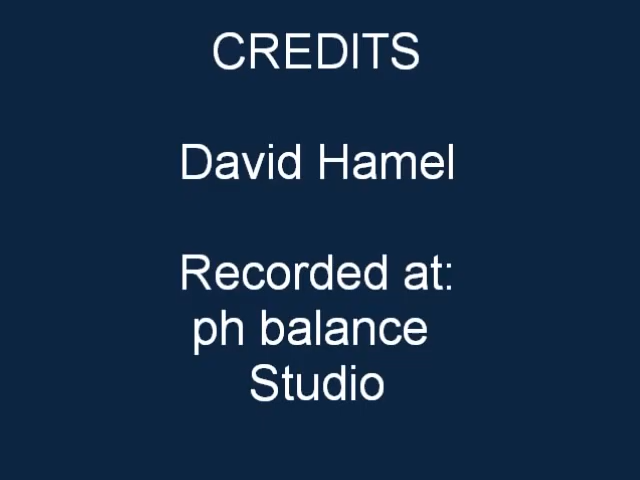 CREDITS
David Hamel
Recorded at:
ph balance
Studio